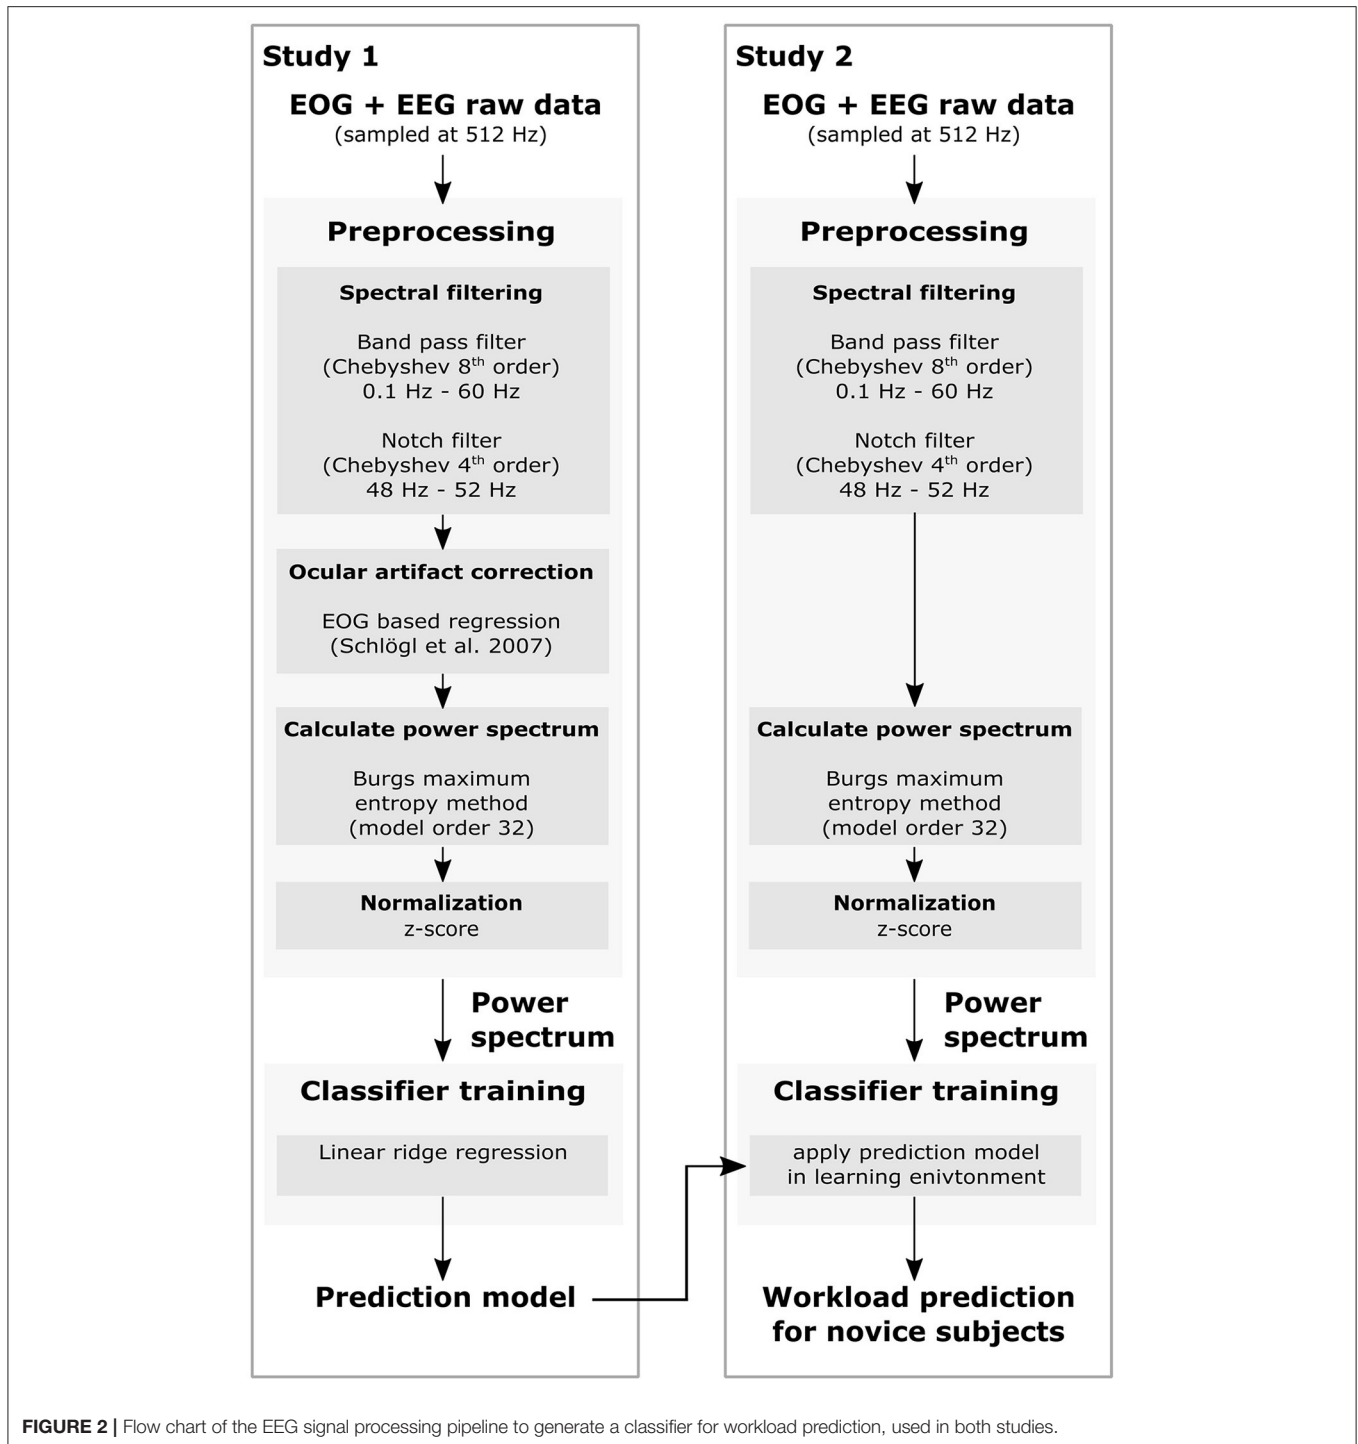 Study 1
EOG + EEG raw data
(sampled at 512 Hz)
Preprocessing
Spectral filtering
Band pass filter
(Chebyshev 8th order)
0.1 Hz - 60 Hz
Notch filter
(Chebyshev 4th order)
48 Hz - 52 Hz
Ocular artifact correction
EOG based regression
(Schlögl et al. 2007)
Calculate power spectrum
Burgs maximum
entropy method
(model order 32)
Normalization
z-score
Power
spectrum
Classifier training
Linear ridge regression
Prediction model
Study 2
EOG + EEG raw data
(sampled at 512 Hz)
Preprocessing
Spectral filtering
Band pass filter
(Chebyshev 8th order)
0.1 Hz - 60 Hz
Notch filter
(Chebyshev 4th order)
48 Hz - 52 Hz
Calculate power spectrum
Burgs maximum
entropy method
(model order 32)
Normalization
z-score
Power
spectrum
Classifier training
apply prediction model
in learning enivtonment
Workload prediction
for novice subjects
FIGURE 2 | Flow chart of the EEG signal processing pipeline to generate a classifier for workload prediction, used in both studies.